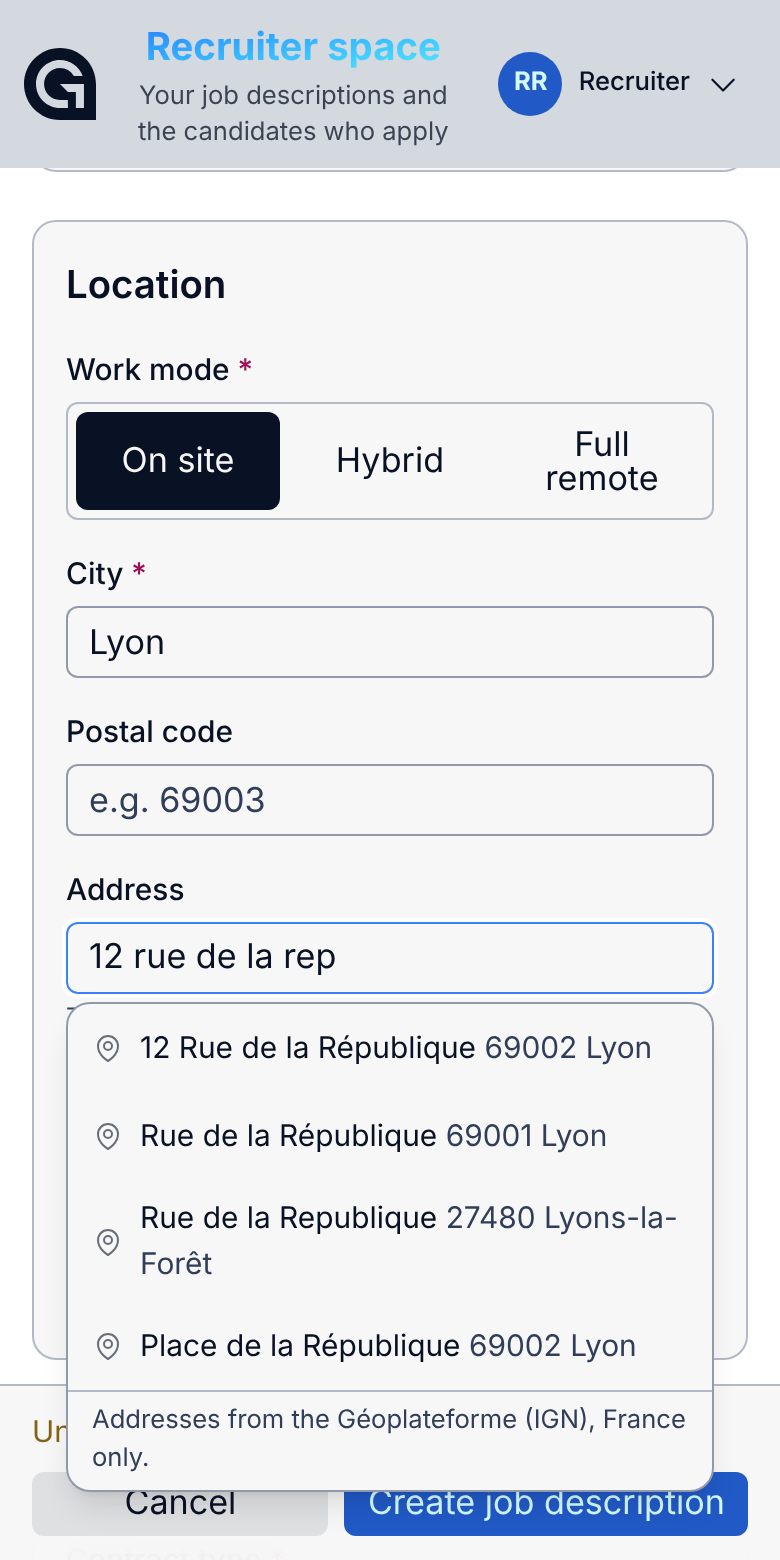 Recruiter space
Your job descriptions and
the candidates who apply
RR
Recruiter
Location
Work mode *
On site
Hybrid
Full
remote
City *
Lyon
Postal code
e.g. 69003
Address
12 rue de la rep
12 Rue de la République 69002 Lyon
Rue de la République 69001 Lyon
Rue de la Republique 27480 Lyons-la-
Forêt
Place de la République 69002 Lyon
Addresses from the Géoplateforme (IGN), France
only.
Cancel
Create job description
Contract type *